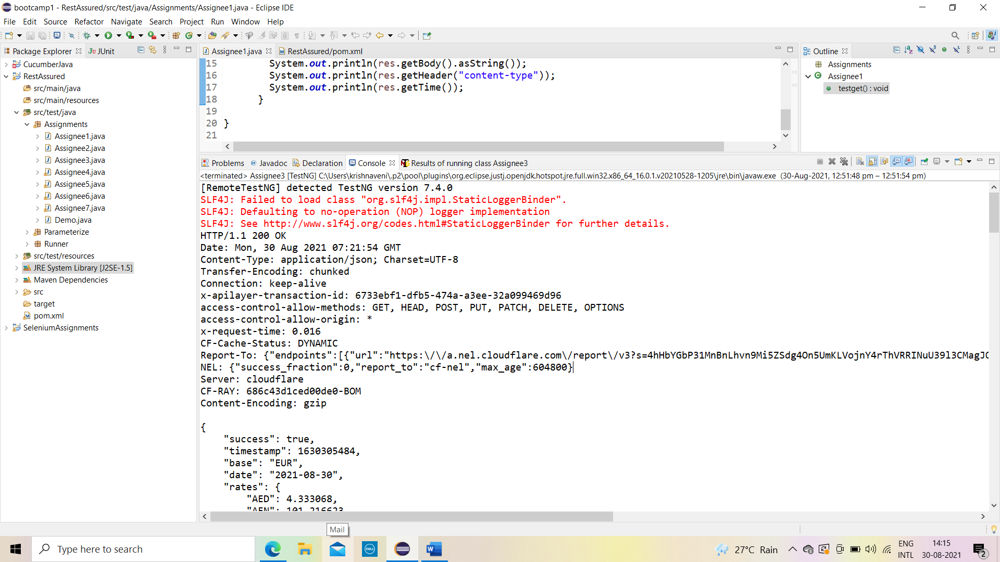 bootcamp1 - RestAssured/src/test/java/Assignments/Assignee1.java - Eclipse IDE
File Edit Source Refactor Navigate Search Project Run Window Help
Package Explorer
JUnit
CucumberJava
RestAssured
src/main/java
src/main/resources
src/test/java
Assignments
Assignee1.java
Assignee2.java
Assignee3.java
Assignee4.java
Assignee5.java
Assignee6.java
Assignee7.java
Demo.java
Parameterize
Runner
src/test/resources
JRE System Library [J2SE-1.5]
Maven Dependencies
src
target
pom.xml
SeleniumAssignments
Assignee1.java
RestAssured/pom.xml
15 System.out.println(res.getBody().asString());
16 System.out.println(res.getHeader("content-type"));
17 System.out.println(res.getTime());
18 }
19
20 }
21
Outline
Assignments
Assignee1
testget() : void
Problems @ Javadoc Declaration Console Results of running class Assignee3
<terminated> Assignee3 [TestNG] C:\Users\krishnaveni\.p2\pool\plugins\org.eclipse.justj.openjdk.hotspot.jre.full.win32.x86_64_16.0.1.v20210528-1205\jre\bin\javaw.exe (30-Aug-2021, 12:51:48 pm – 12:51:54 pm)
[RemoteTestNG] detected TestNG version 7.4.0
SLF4J: Failed to load class "org.slf4j.impl.StaticLoggerBinder".
SLF4J: Defaulting to no-operation (NOP) logger implementation
SLF4J: See http://www.slf4j.org/codes.html#StaticLoggerBinder for further details.
HTTP/1.1 200 OK
Date: Mon, 30 Aug 2021 07:21:54 GMT
Content-Type: application/json; Charset=UTF-8
Transfer-Encoding: chunked
Connection: keep-alive
x-apilayer-transaction-id: 6733ebf1-dfb5-474a-a3ee-32a099469d96
access-control-allow-methods: GET, HEAD, POST, PUT, PATCH, DELETE, OPTIONS
access-control-allow-origin: *
x-request-time: 0.016
CF-Cache-Status: DYNAMIC
Report-To: {"endpoints":[{"url":"https:\/\/a.nel.cloudflare.com\/report\/v3?s=4hHbYGbP31MnBnLhvn9Mi5ZSdg4On5UmKLVojnY4rThVRRINuU39l3CMagJC
NEL: {"success_fraction":0,"report_to":"cf-nel","max_age":604800}
Server: cloudflare
CF-RAY: 686c43d1ced00de0-BOM
Content-Encoding: gzip
{
"success": true,
"timestamp": 1630305484,
"base": "EUR",
"date": "2021-08-30",
"rates": {
"AED": 4.333068,
Mail
Type here to search
27°C Rain
ENG
INTL
14:15
30-08-2021
2